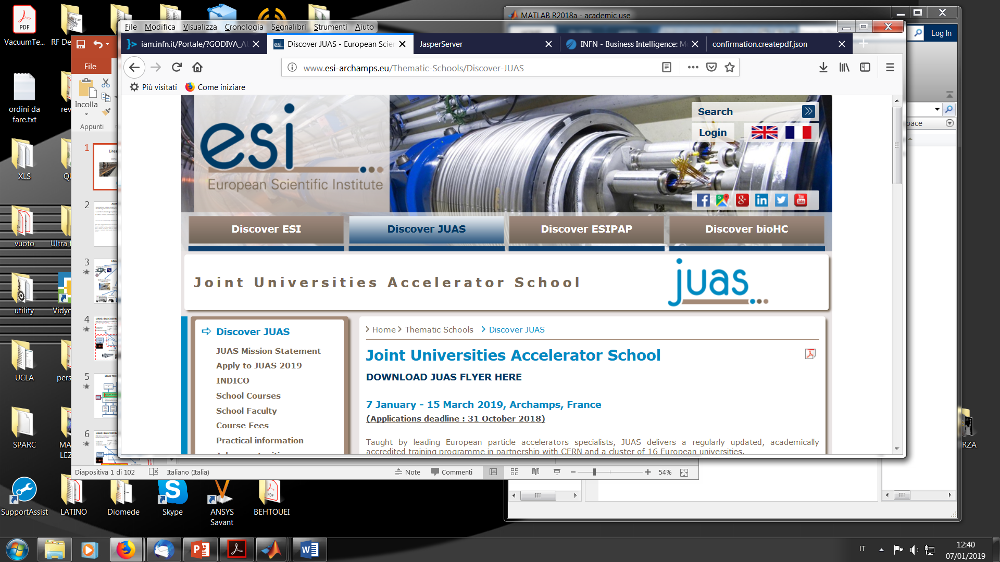 MATLAB R2018a - academic use
Log In
File Modifica Visualizza Cronologia Segnalibri Strumenti Aiuto
iam.infn.it/Portale/?GODIVA_A
Discover JUAS - European Scien
JasperServer
INFN - Business Intelligence: Mo
confirmation.createpdf.json
www.esi-archamps.eu/Thematic-Schools/Discover-JUAS
Più visitati
Come iniziare
esi
European Scientific Institute
Search
Login
Discover ESI
Discover JUAS
Discover ESIPAP
Discover bioHC
Joint Universities Accelerator School
juas
Discover JUAS
JUAS Mission Statement
Apply to JUAS 2019
INDICO
School Courses
School Faculty
Course Fees
Practical information
Home
Thematic Schools
Discover JUAS
Joint Universities Accelerator School
DOWNLOAD JUAS FLYER HERE
7 January - 15 March 2019, Archamps, France
(Applications deadline : 31 October 2018)
Taught by leading European particle accelerators specialists, JUAS delivers a regularly updated, academically
accredited training programme in partnership with CERN and a cluster of 16 European universities.
File
Incolla
Appunti
1
2
3
4
5
6
Diapositiva 1 di 102
Italiano (Italia)
Note
Commenti
54%
pace
VacuumTe...
RF De
ordini da
fare.txt
rev
XLS
QU
vuoto
Ultra f
utility
Vidyo
UCLA
pers
SPARC
MA
LEZ
RZA
SupportAssist
LATINO
Diomede
Skype
ANSYS
Savant
BEHTOUEI
IT
12:40
07/01/2019